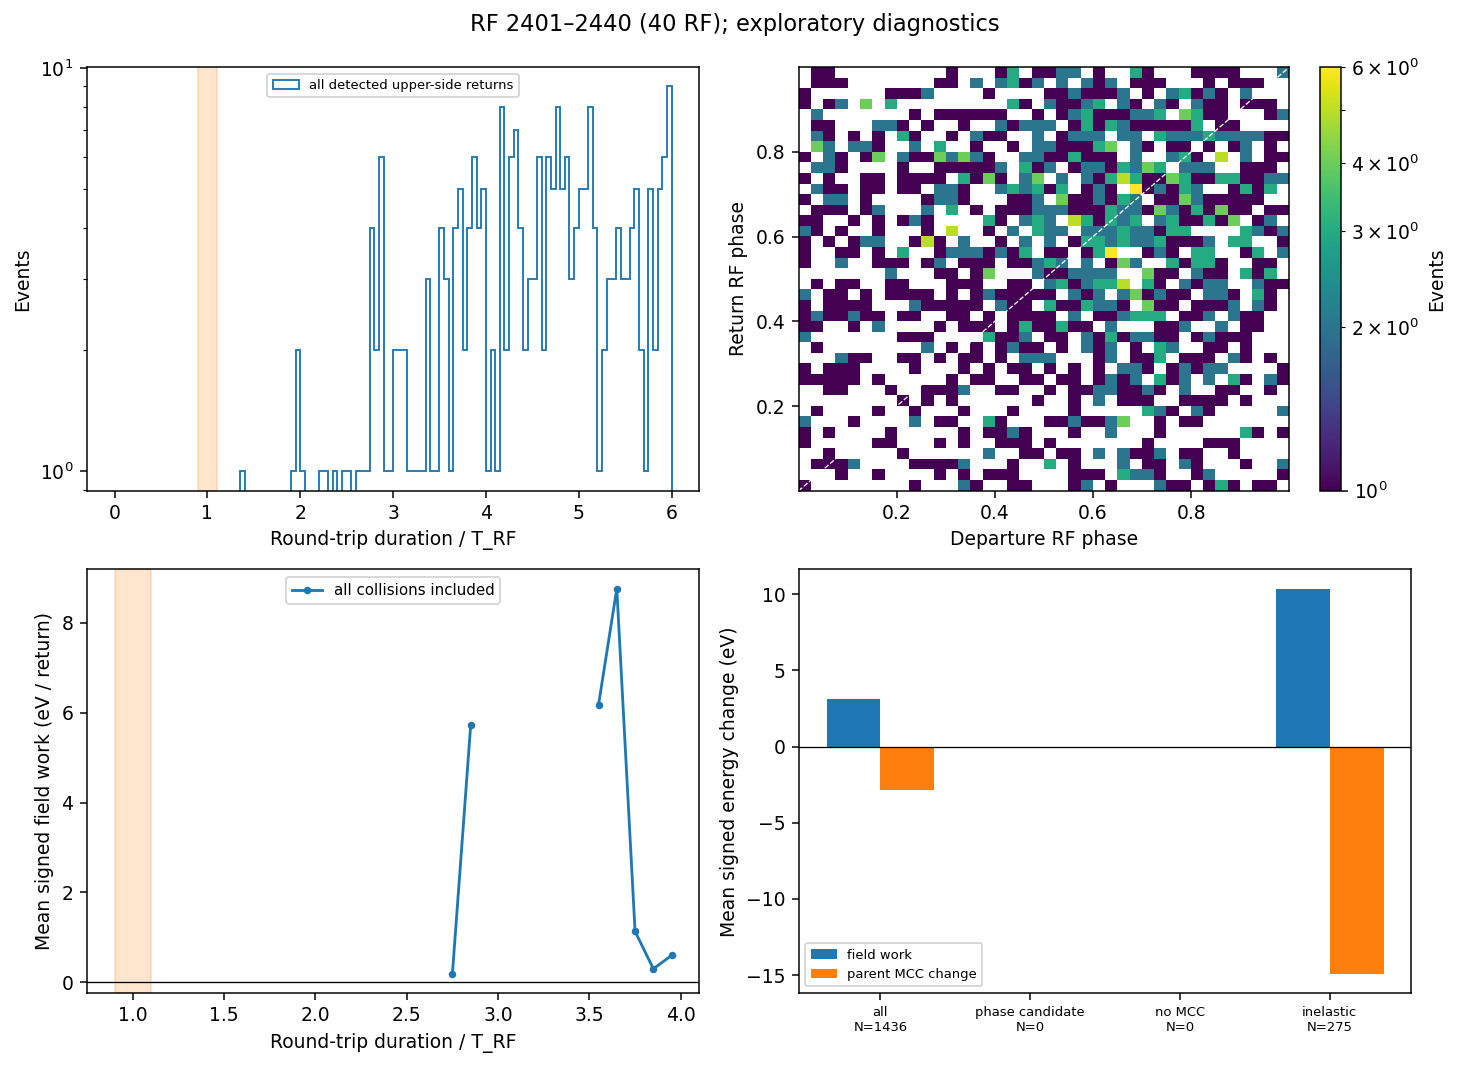 RF 2401–2440 (40 RF); exploratory diagnostics
10¹
10⁰
Events
all detected upper-side returns
0 1 2 3 4 5 6
Round-trip duration / T_RF
0.8
0.6
0.4
0.2
Return RF phase
0.2 0.4 0.6 0.8
Departure RF phase
6 × 10⁰
4 × 10⁰
3 × 10⁰
2 × 10⁰
10⁰
Events
8
6
4
2
0
Mean signed field work (eV / return)
all collisions included
1.0 1.5 2.0 2.5 3.0 3.5 4.0
Round-trip duration / T_RF
10
5
0
−5
−10
−15
Mean signed energy change (eV)
field work
parent MCC change
all
N=1436
phase candidate
N=0
no MCC
N=0
inelastic
N=275